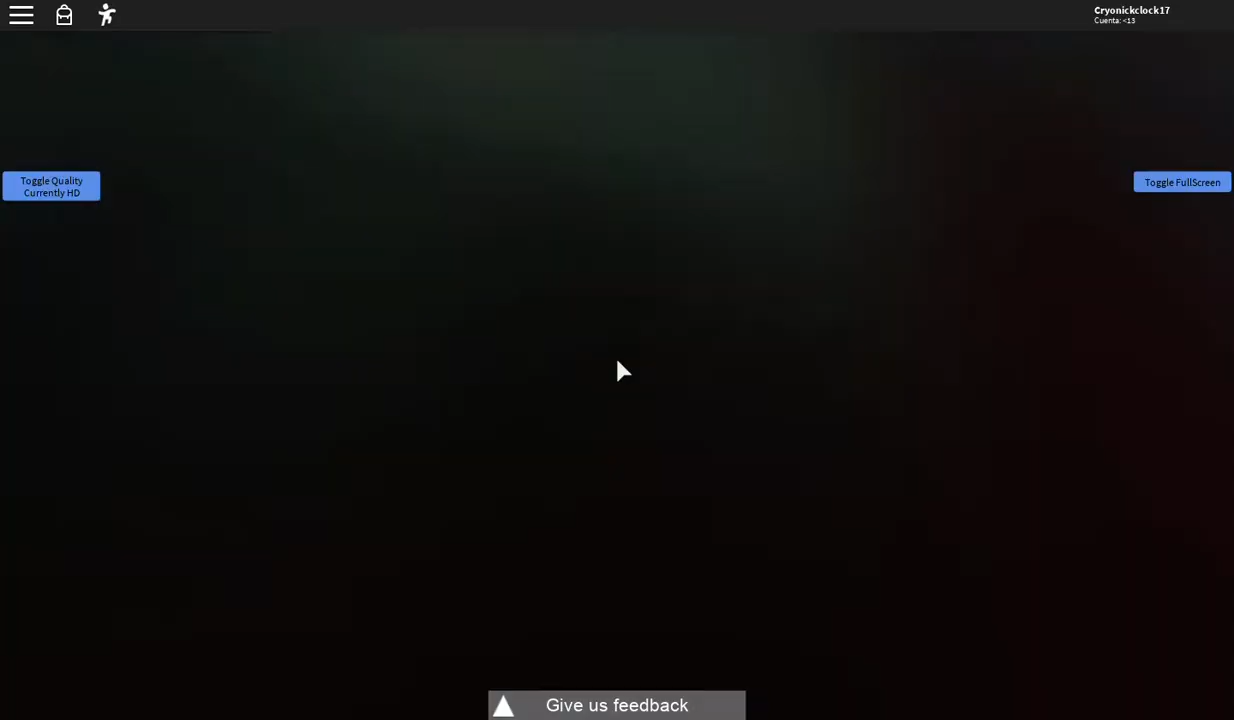 Cryonickclock17
Cuenta: <13
Toggle Quality
Currently HD
Toggle FullScreen
Give us feedback